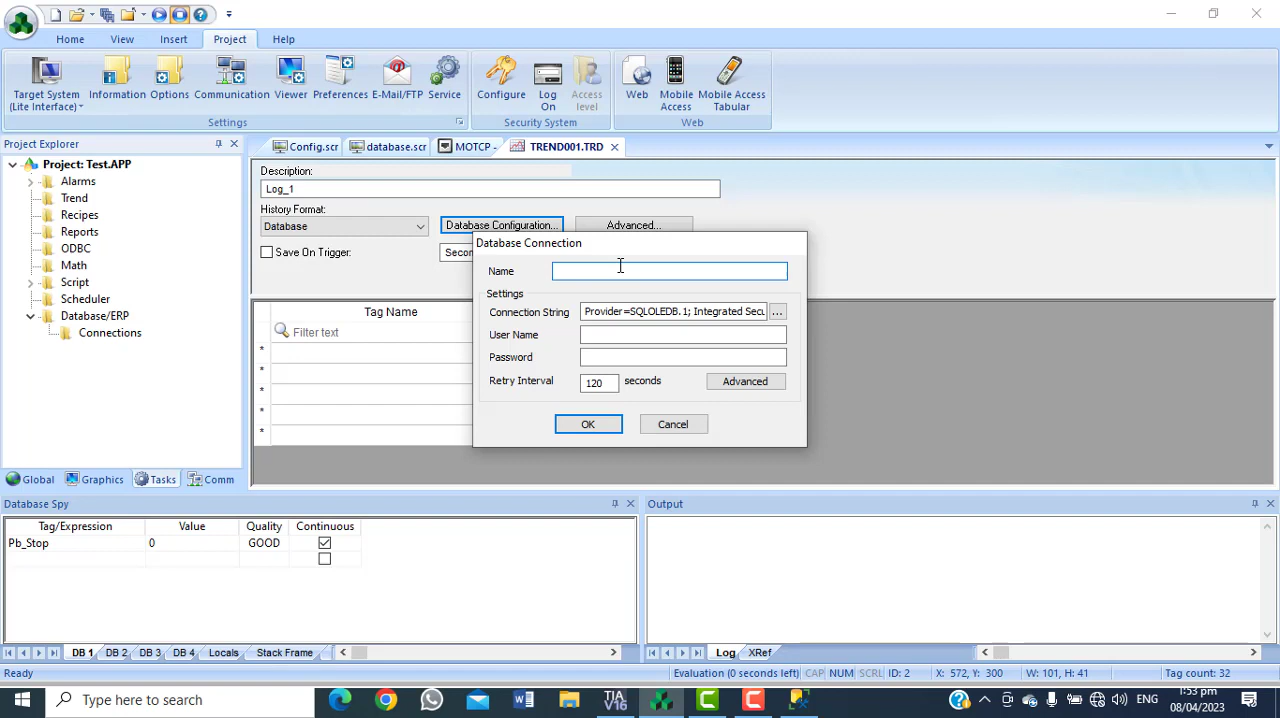 Home View Insert Project Help
Target System (Lite Interface)
Information
Options
Communication
Viewer
Preferences
E-Mail/FTP
Service
Configure
Log On
Access level
Web
Mobile Access
Mobile Access Tabular
Settings Security System Web
Project Explorer
Config.scr database.scr MOTCP - TREND001.TRD
Project: Test.APP
Alarms
Trend
Recipes
Reports
ODBC
Math
Script
Scheduler
Database/ERP
Connections
Global Graphics Tasks Comm
Description:
Log_1
History Format:
Database Database Configuration... Advanced...
Save On Trigger:
Tag Name
Filter text
*
*
*
*
*
Database Connection
Name
Settings
Connection String Provider=SQLOLEDB.1; Integrated Secu ...
User Name
Password
Retry Interval 120 seconds Advanced
OK Cancel
Database Spy
Tag/Expression Value Quality Continuous
Pb_Stop 0 GOOD
DB 1 DB 2 DB 3 DB 4 Locals Stack Frame
Output
Log XRef
Ready Evaluation (0 seconds left) CAP NUM SCRL ID: 2 X: 572, Y: 300 W: 101, H: 41 Tag count: 32
Type here to search
TIA V16
ENG
1:53 pm
08/04/2023